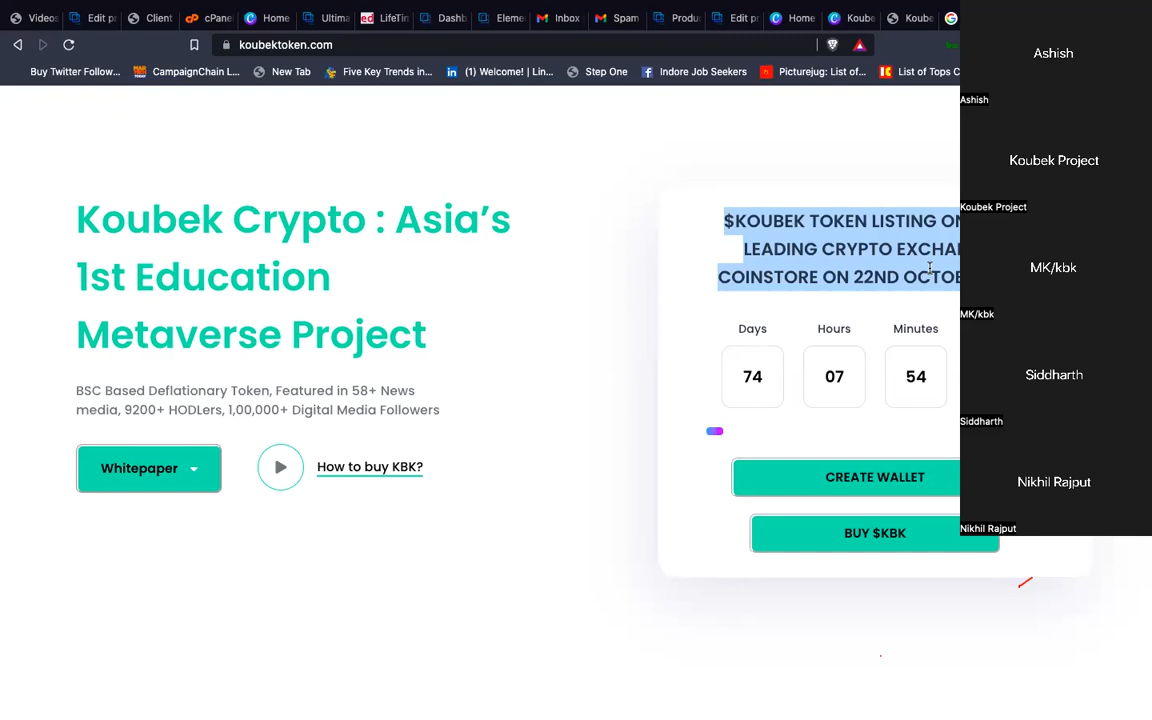 Videos
Edit p
Client
cPane
Home
Ultima
LifeTin
Dashb
Eleme
Inbox
Spam
Produ
Edit pr
Home
Koube
Koube
koubektoken.com
Buy Twitter Follow...
CampaignChain L...
New Tab
Five Key Trends in...
(1) Welcome! | Lin...
Step One
Indore Job Seekers
Picturejug: List of...
List of Tops C
Koubek Crypto : Asia's
1st Education
Metaverse Project
BSC Based Deflationary Token, Featured in 58+ News
media, 9200+ HODLers, 1,00,000+ Digital Media Followers
Whitepaper
How to buy KBK?
$KOUBEK TOKEN LISTING ON
LEADING CRYPTO EXCHA
COINSTORE ON 22ND OCTOB
Days Hours Minutes
74 07 54
CREATE WALLET
BUY $KBK
Ashish
Ashish
Koubek Project
Koubek Project
MK/kbk
MK/kbk
Siddharth
Siddharth
Nikhil Rajput
Nikhil Rajput